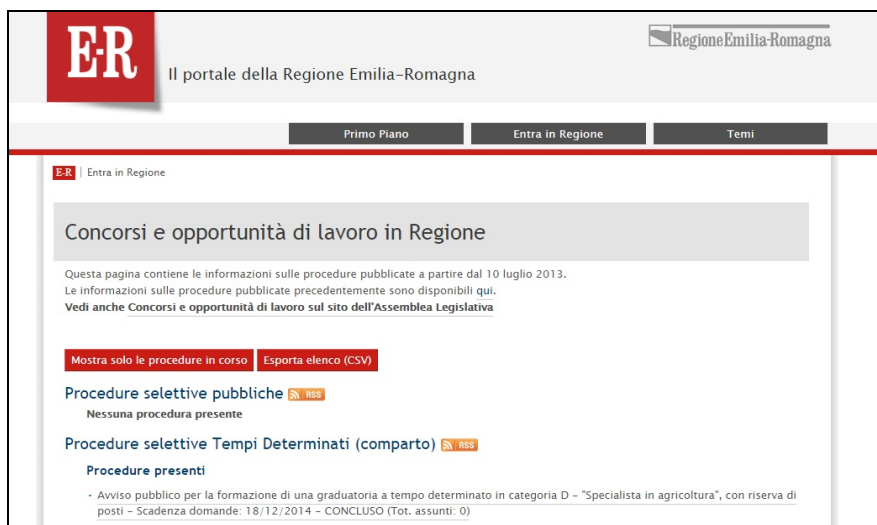 E-R
RegioneEmilia-Romagna
Il portale della Regione Emilia-Romagna
Primo Piano
Entra in Regione
Temi
E-R | Entra in Regione
Concorsi e opportunità di lavoro in Regione
Questa pagina contiene le informazioni sulle procedure pubblicate a partire dal 10 luglio 2013.
Le informazioni sulle procedure pubblicate precedentemente sono disponibili qui.
Vedi anche Concorsi e opportunità di lavoro sul sito dell'Assemblea Legislativa
Mostra solo le procedure in corso
Esporta elenco (CSV)
Procedure selettive pubbliche RSS
Nessuna procedura presente
Procedure selettive Tempi Determinati (comparto) RSS
Procedure presenti
· Avviso pubblico per la formazione di una graduatoria a tempo determinato in categoria D – "Specialista in agricoltura", con riserva di
posti – Scadenza domande: 18/12/2014 – CONCLUSO (Tot. assunti: 0)